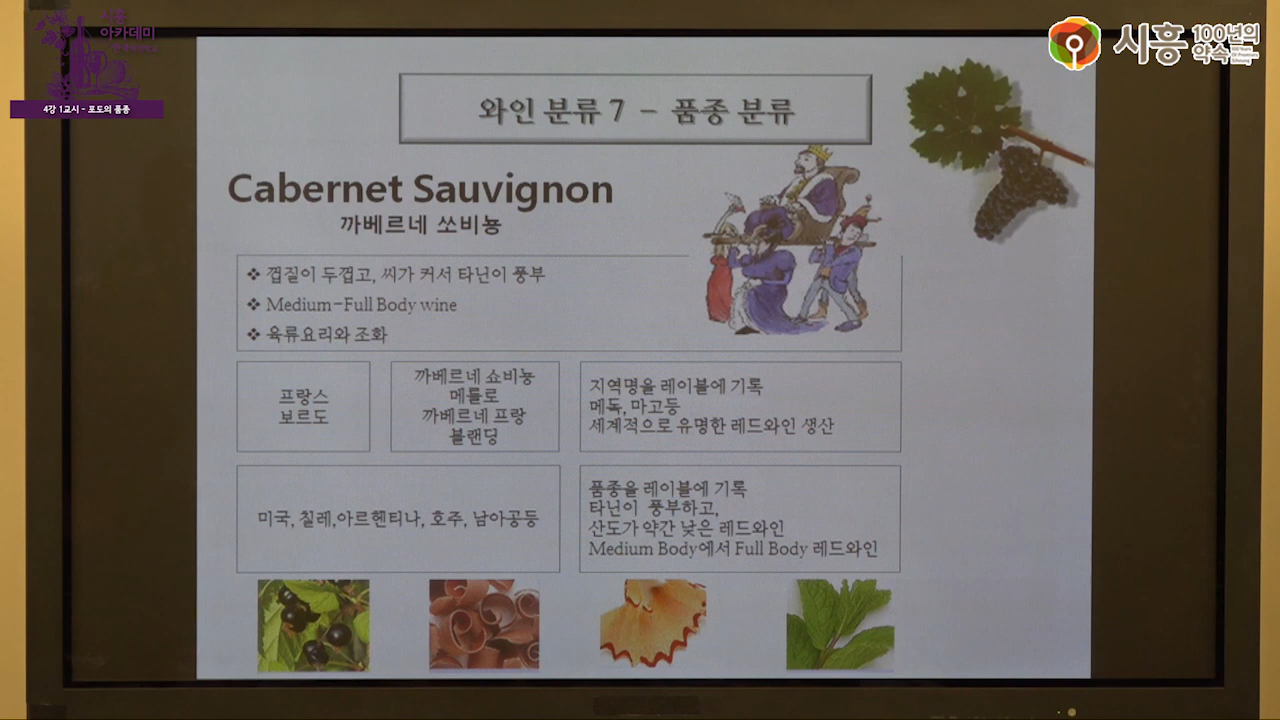 시흥
아카데미
4강 1교시 - 포도의 품종
시흥 100년의
약속
와인 분류 7 - 품종 분류
Cabernet Sauvignon
까베르네 쏘비뇽
❖ 껍질이 두껍고, 씨가 커서 타닌이 풍부
❖ Medium-Full Body wine
❖ 육류요리와 조화
프랑스
보르도
까베르네 쇼비뇽
메를로
까베르네 프랑
블랜딩
지역명을 레이블에 기록
메독, 마고등
세계적으로 유명한 레드와인 생산
미국, 칠레,아르헨티나, 호주, 남아공등
품종을 레이블에 기록
타닌이 풍부하고,
산도가 약간 낮은 레드와인
Medium Body에서 Full Body 레드와인